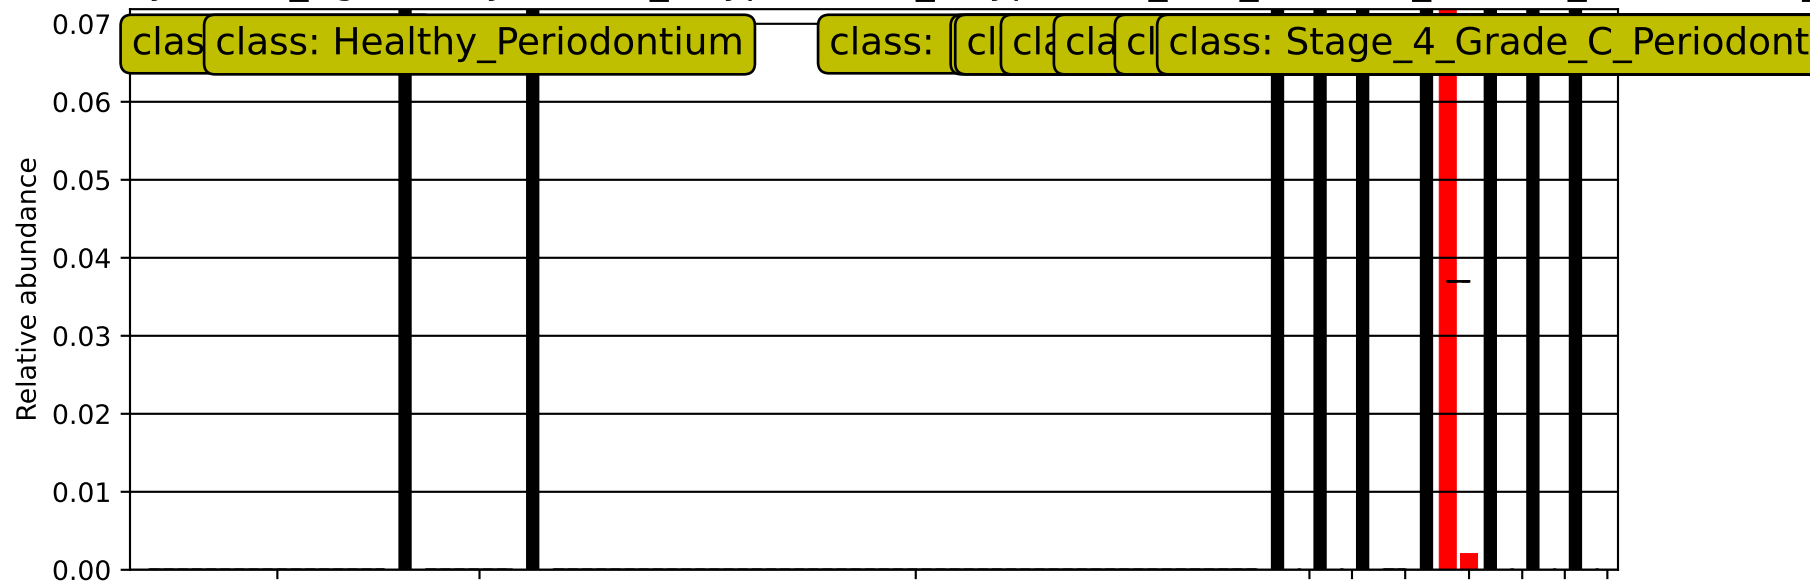 0.07
clas
class: Healthy_Periodontium
class:
cl
cla
cla
cl
class: Stage_4_Grade_C_Periodont
0.06
0.05
0.04
0.03
0.02
0.01
0.00
Relative abundance